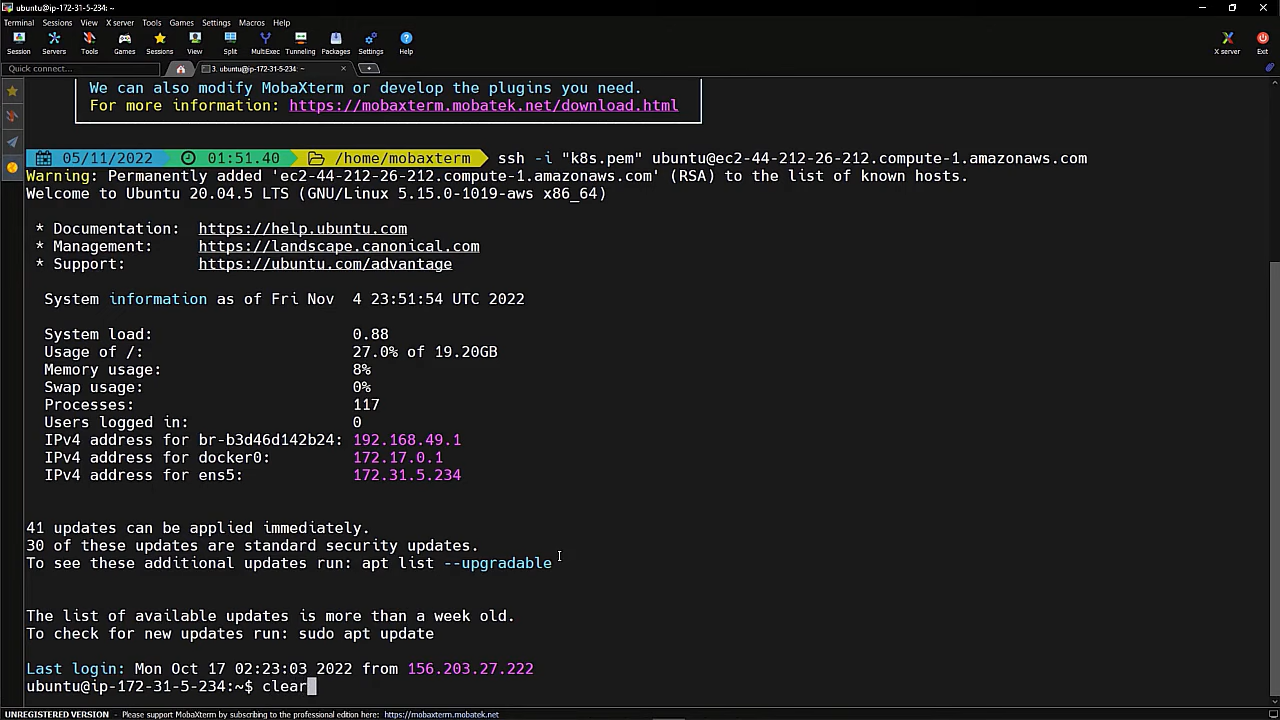 ubuntu@ip-172-31-5-234: ~
Terminal Sessions View X server Tools Games Settings Macros Help
Session Servers Tools Games Sessions View Split MultiExec Tunneling Packages Settings Help X server Exit
Quick connect... 3. ubuntu@ip-172-31-5-234: ~
We can also modify MobaXterm or develop the plugins you need.
For more information: https://mobaxterm.mobatek.net/download.html
05/11/2022 01:51.40 /home/mobaxterm ssh -i "k8s.pem" ubuntu@ec2-44-212-26-212.compute-1.amazonaws.com
Warning: Permanently added 'ec2-44-212-26-212.compute-1.amazonaws.com' (RSA) to the list of known hosts.
Welcome to Ubuntu 20.04.5 LTS (GNU/Linux 5.15.0-1019-aws x86_64)
* Documentation: https://help.ubuntu.com
* Management: https://landscape.canonical.com
* Support: https://ubuntu.com/advantage
System information as of Fri Nov 4 23:51:54 UTC 2022
System load: 0.88
Usage of /: 27.0% of 19.20GB
Memory usage: 8%
Swap usage: 0%
Processes: 117
Users logged in: 0
IPv4 address for br-b3d46d142b24: 192.168.49.1
IPv4 address for docker0: 172.17.0.1
IPv4 address for ens5: 172.31.5.234
41 updates can be applied immediately.
30 of these updates are standard security updates.
To see these additional updates run: apt list --upgradable
The list of available updates is more than a week old.
To check for new updates run: sudo apt update
Last login: Mon Oct 17 02:23:03 2022 from 156.203.27.222
ubuntu@ip-172-31-5-234:~$ clear
UNREGISTERED VERSION - Please support MobaXterm by subscribing to the professional edition here: https://mobaxterm.mobatek.net